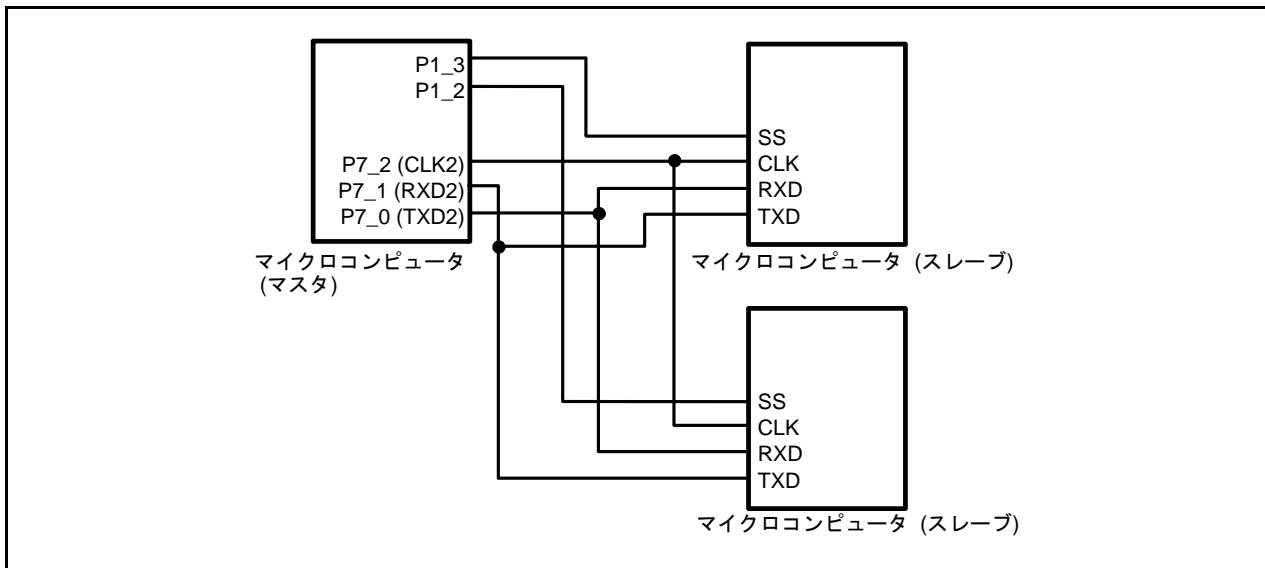 P1_3
P1_2
P7_2 (CLK2)
P7_1 (RXD2)
P7_0 (TXD2)
マイクロコンピュータ
(マスタ)
SS
CLK
RXD
TXD
マイクロコンピュータ (スレーブ)
SS
CLK
RXD
TXD
マイクロコンピュータ (スレーブ)